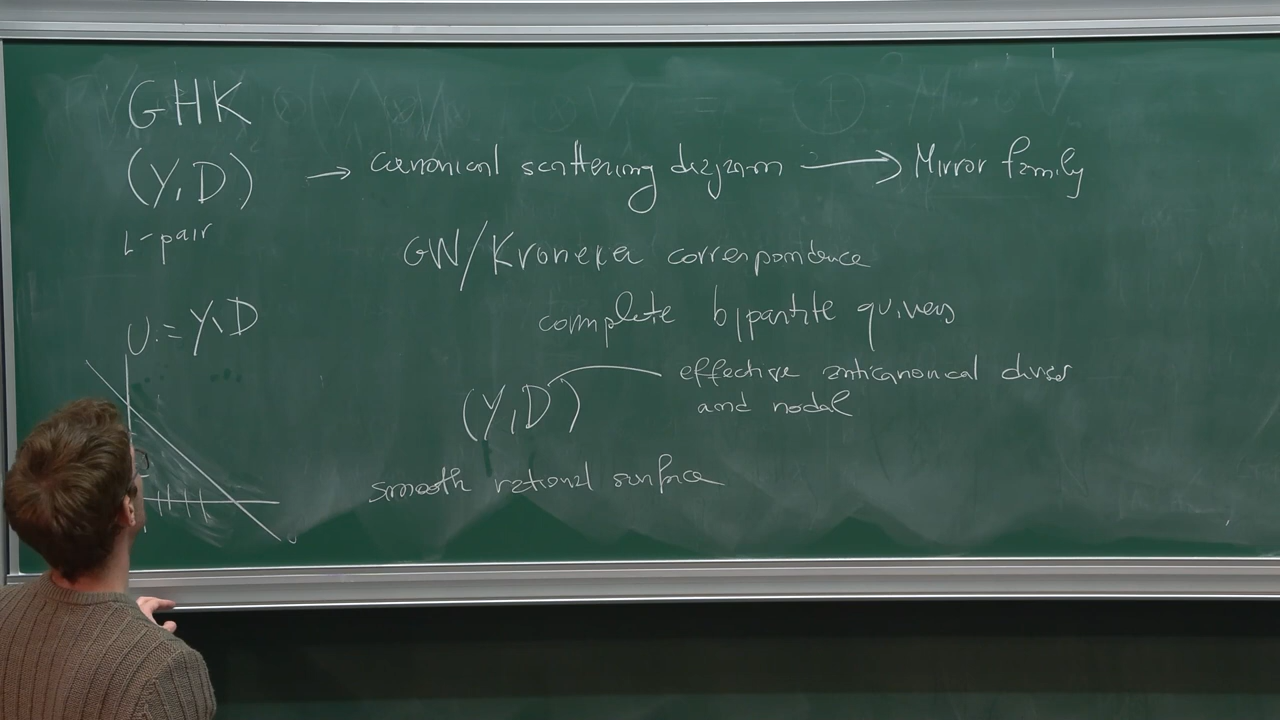 GHK
(Y,D) → canonical scattering diagram → Mirror family
L-pair
GW/Kroneker correspondence
complete bipartite quivers
U:= Y\D
(Y,D) effective anticanonical divisor
and nodal
smooth rational surface